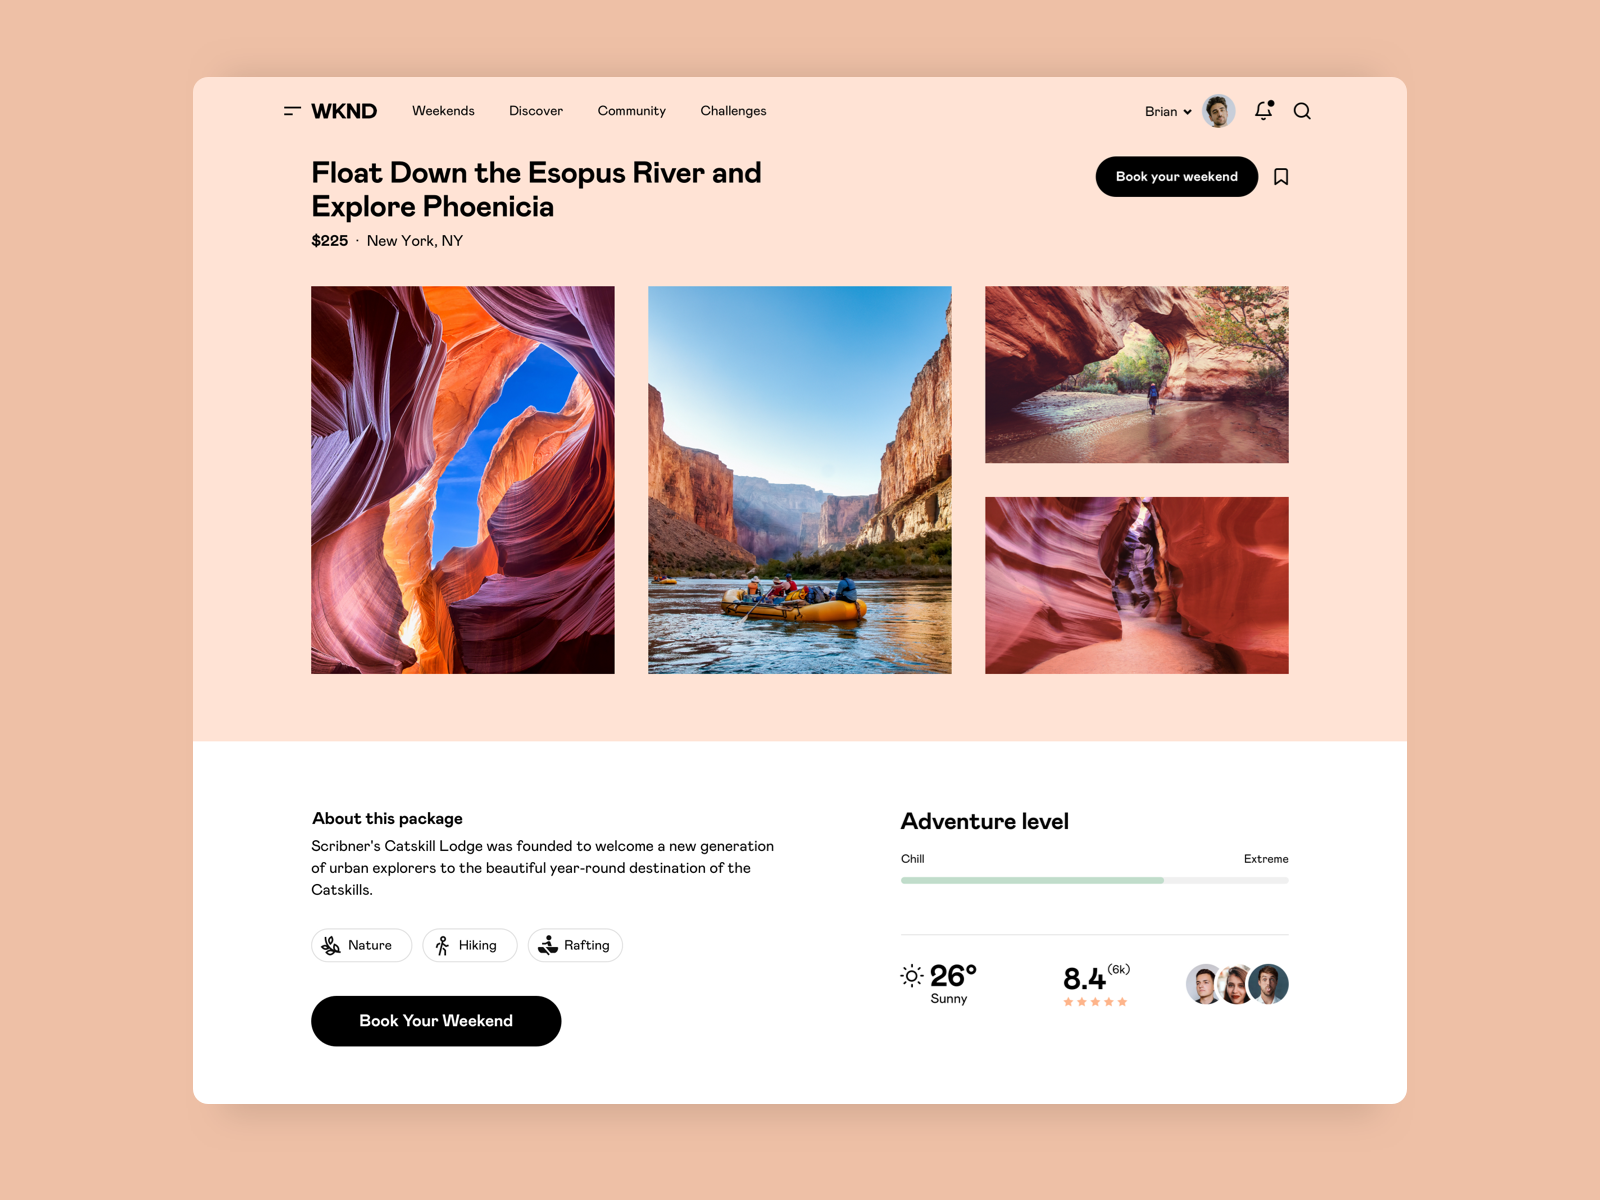 WKND
Weekends
Discover
Community
Challenges
Brian
Float Down the Esopus River and
Explore Phoenicia
$225 · New York, NY
Book your weekend
About this package
Scribner's Catskill Lodge was founded to welcome a new generation
of urban explorers to the beautiful year-round destination of the
Catskills.
Nature
Hiking
Rafting
Book Your Weekend
Adventure level
Chill
Extreme
26°
Sunny
8.4 (6k)